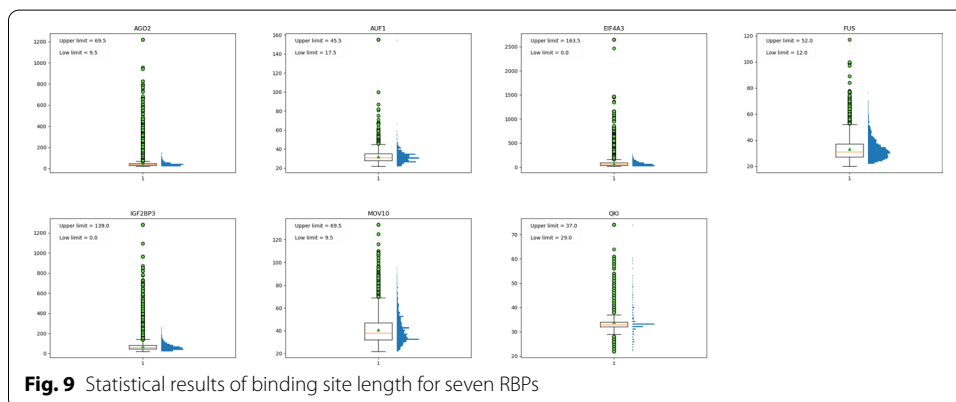 AGO2
Upper limit = 69.5
Low limit = 9.5
1200
1000
800
600
400
200
0
1
AUF1
Upper limit = 45.5
Low limit = 17.5
160
140
120
100
80
60
40
20
1
EIF4A3
Upper limit = 163.5
Low limit = 0.0
2500
2000
1500
1000
500
0
1
FUS
Upper limit = 52.0
Low limit = 12.0
120
100
80
60
40
20
1
IGF2BP3
Upper limit = 139.0
Low limit = 0.0
1200
1000
800
600
400
200
0
1
MOV10
Upper limit = 69.5
Low limit = 9.5
120
100
80
60
40
20
1
QKI
Upper limit = 37.0
Low limit = 29.0
70
60
50
40
30
20
1
Fig. 9 Statistical results of binding site length for seven RBPs